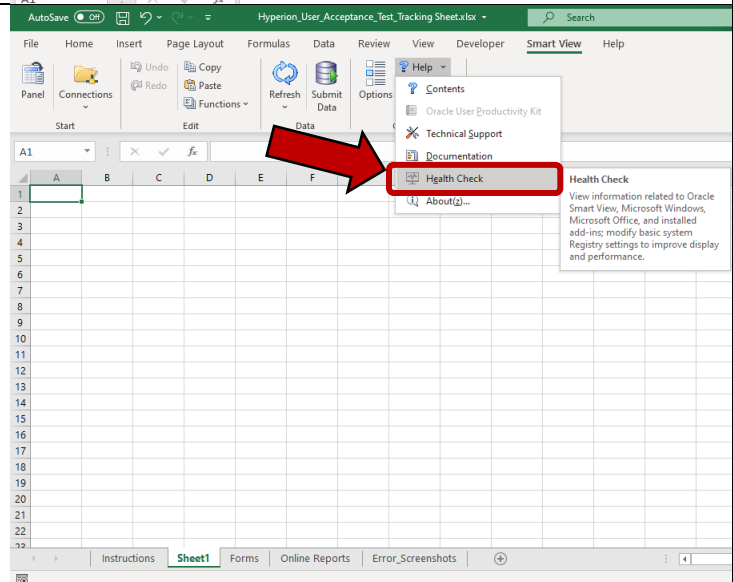 A1
fx
AutoSave Off Hyperion_User_Acceptance_Test_Tracking Sheet.xlsx Search
File Home Insert Page Layout Formulas Data Review View Developer Smart View Help
Undo Copy Help
Redo Paste
Panel Connections Functions Refresh Submit Data Options
Start Edit Data
Contents
Oracle User Productivity Kit
Technical Support
Documentation
Health Check
About(z)...
Health Check
View information related to Oracle
Smart View, Microsoft Windows,
Microsoft Office, and installed
add-ins; modify basic system
Registry settings to improve display
and performance.
A1 fx
A B C D E F
1
2
3
4
5
6
7
8
9
10
11
12
13
14
15
16
17
18
19
20
21
22
23
Instructions Sheet1 Forms Online Reports Error_Screenshots